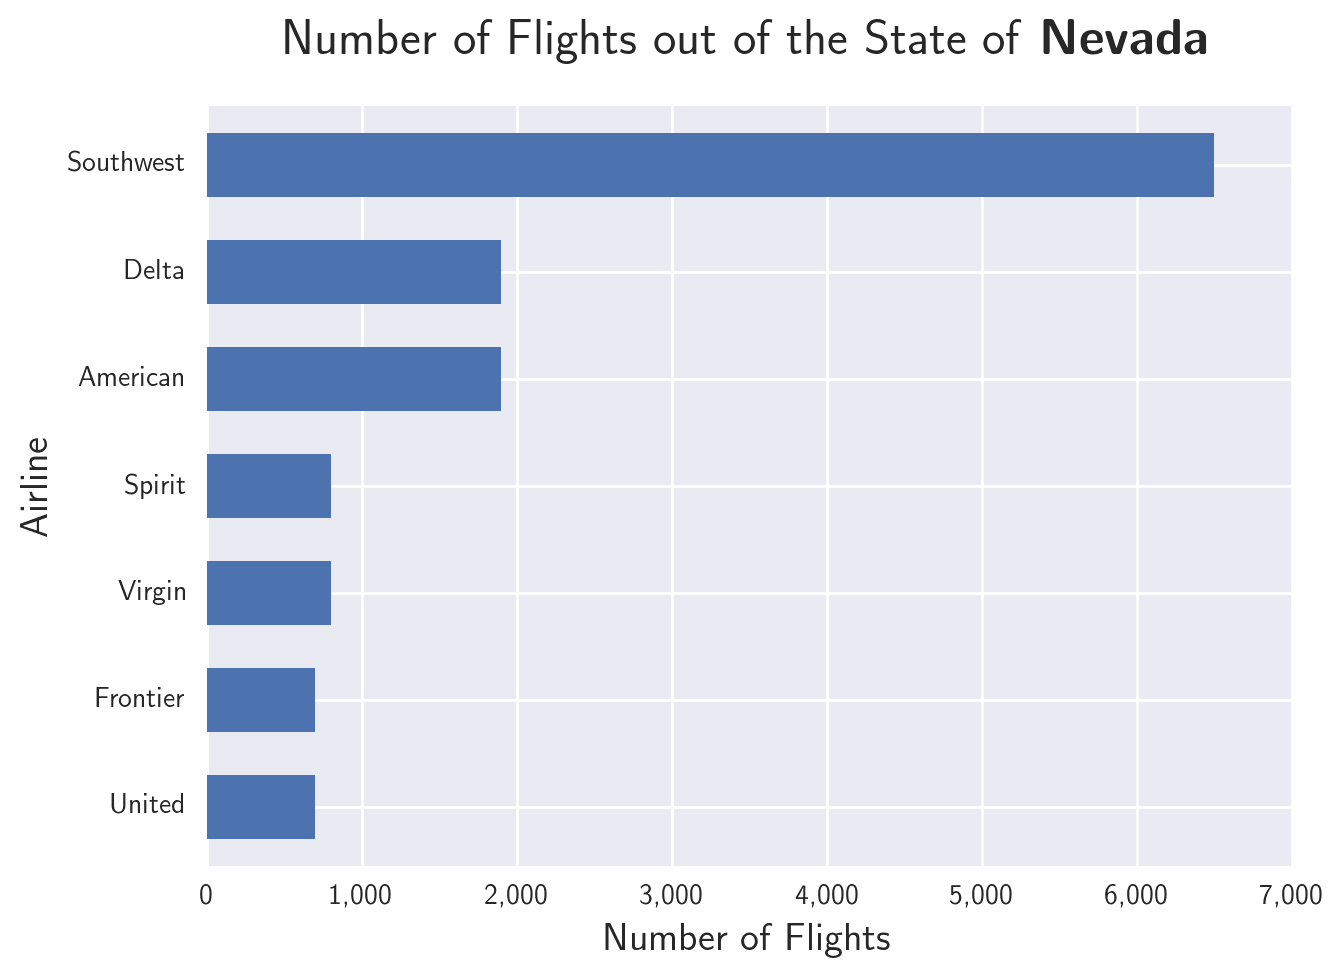 Number of Flights out of the State of Nevada
Southwest
Delta
American
Spirit
Virgin
Frontier
United
Airline
0 1,000 2,000 3,000 4,000 5,000 6,000 7,000
Number of Flights